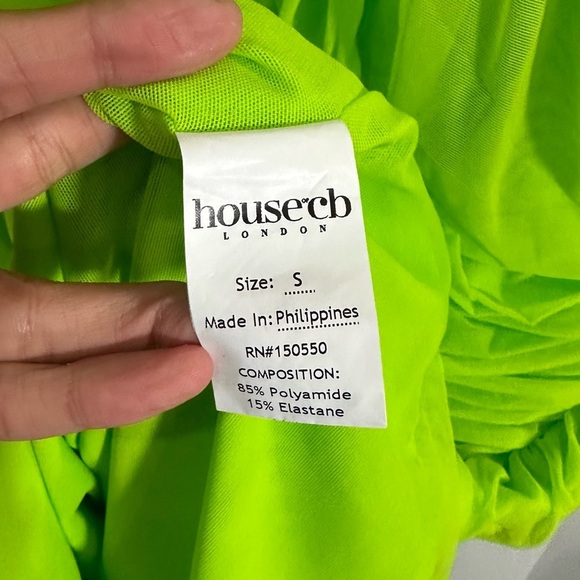 house of cb
LONDON
Size: S
Made In: Philippines
RN#150550
COMPOSITION:
85% Polyamide
15% Elastane